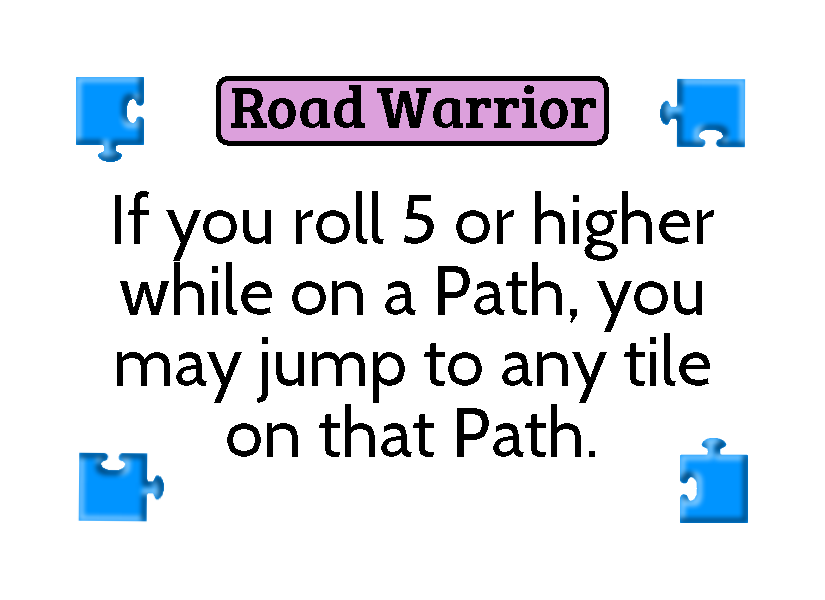 Road Warrior
If you roll 5 or higher
while on a Path, you
may jump to any tile
on that Path.